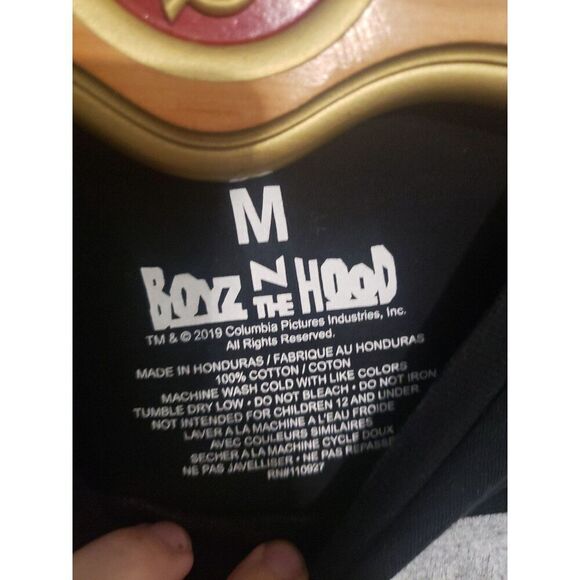 M
BOYZ N THE HOOD
TM & © 2019 Columbia Pictures Industries, Inc.
All Rights Reserved.
MADE IN HONDURAS / FABRIQUE AU HONDURAS
100% COTTON / COTON
MACHINE WASH COLD WITH LIKE COLORS
TUMBLE DRY LOW • DO NOT BLEACH • DO NOT IRON
NOT INTENDED FOR CHILDREN 12 AND UNDER
LAVER A LA MACHINE A L'EAU FROIDE
AVEC COULEURS SIMILAIRES
SECHER A LA MACHINE CYCLE DOUX
NE PAS JAVELLISER • NE PAS REPASSER
RN#110927